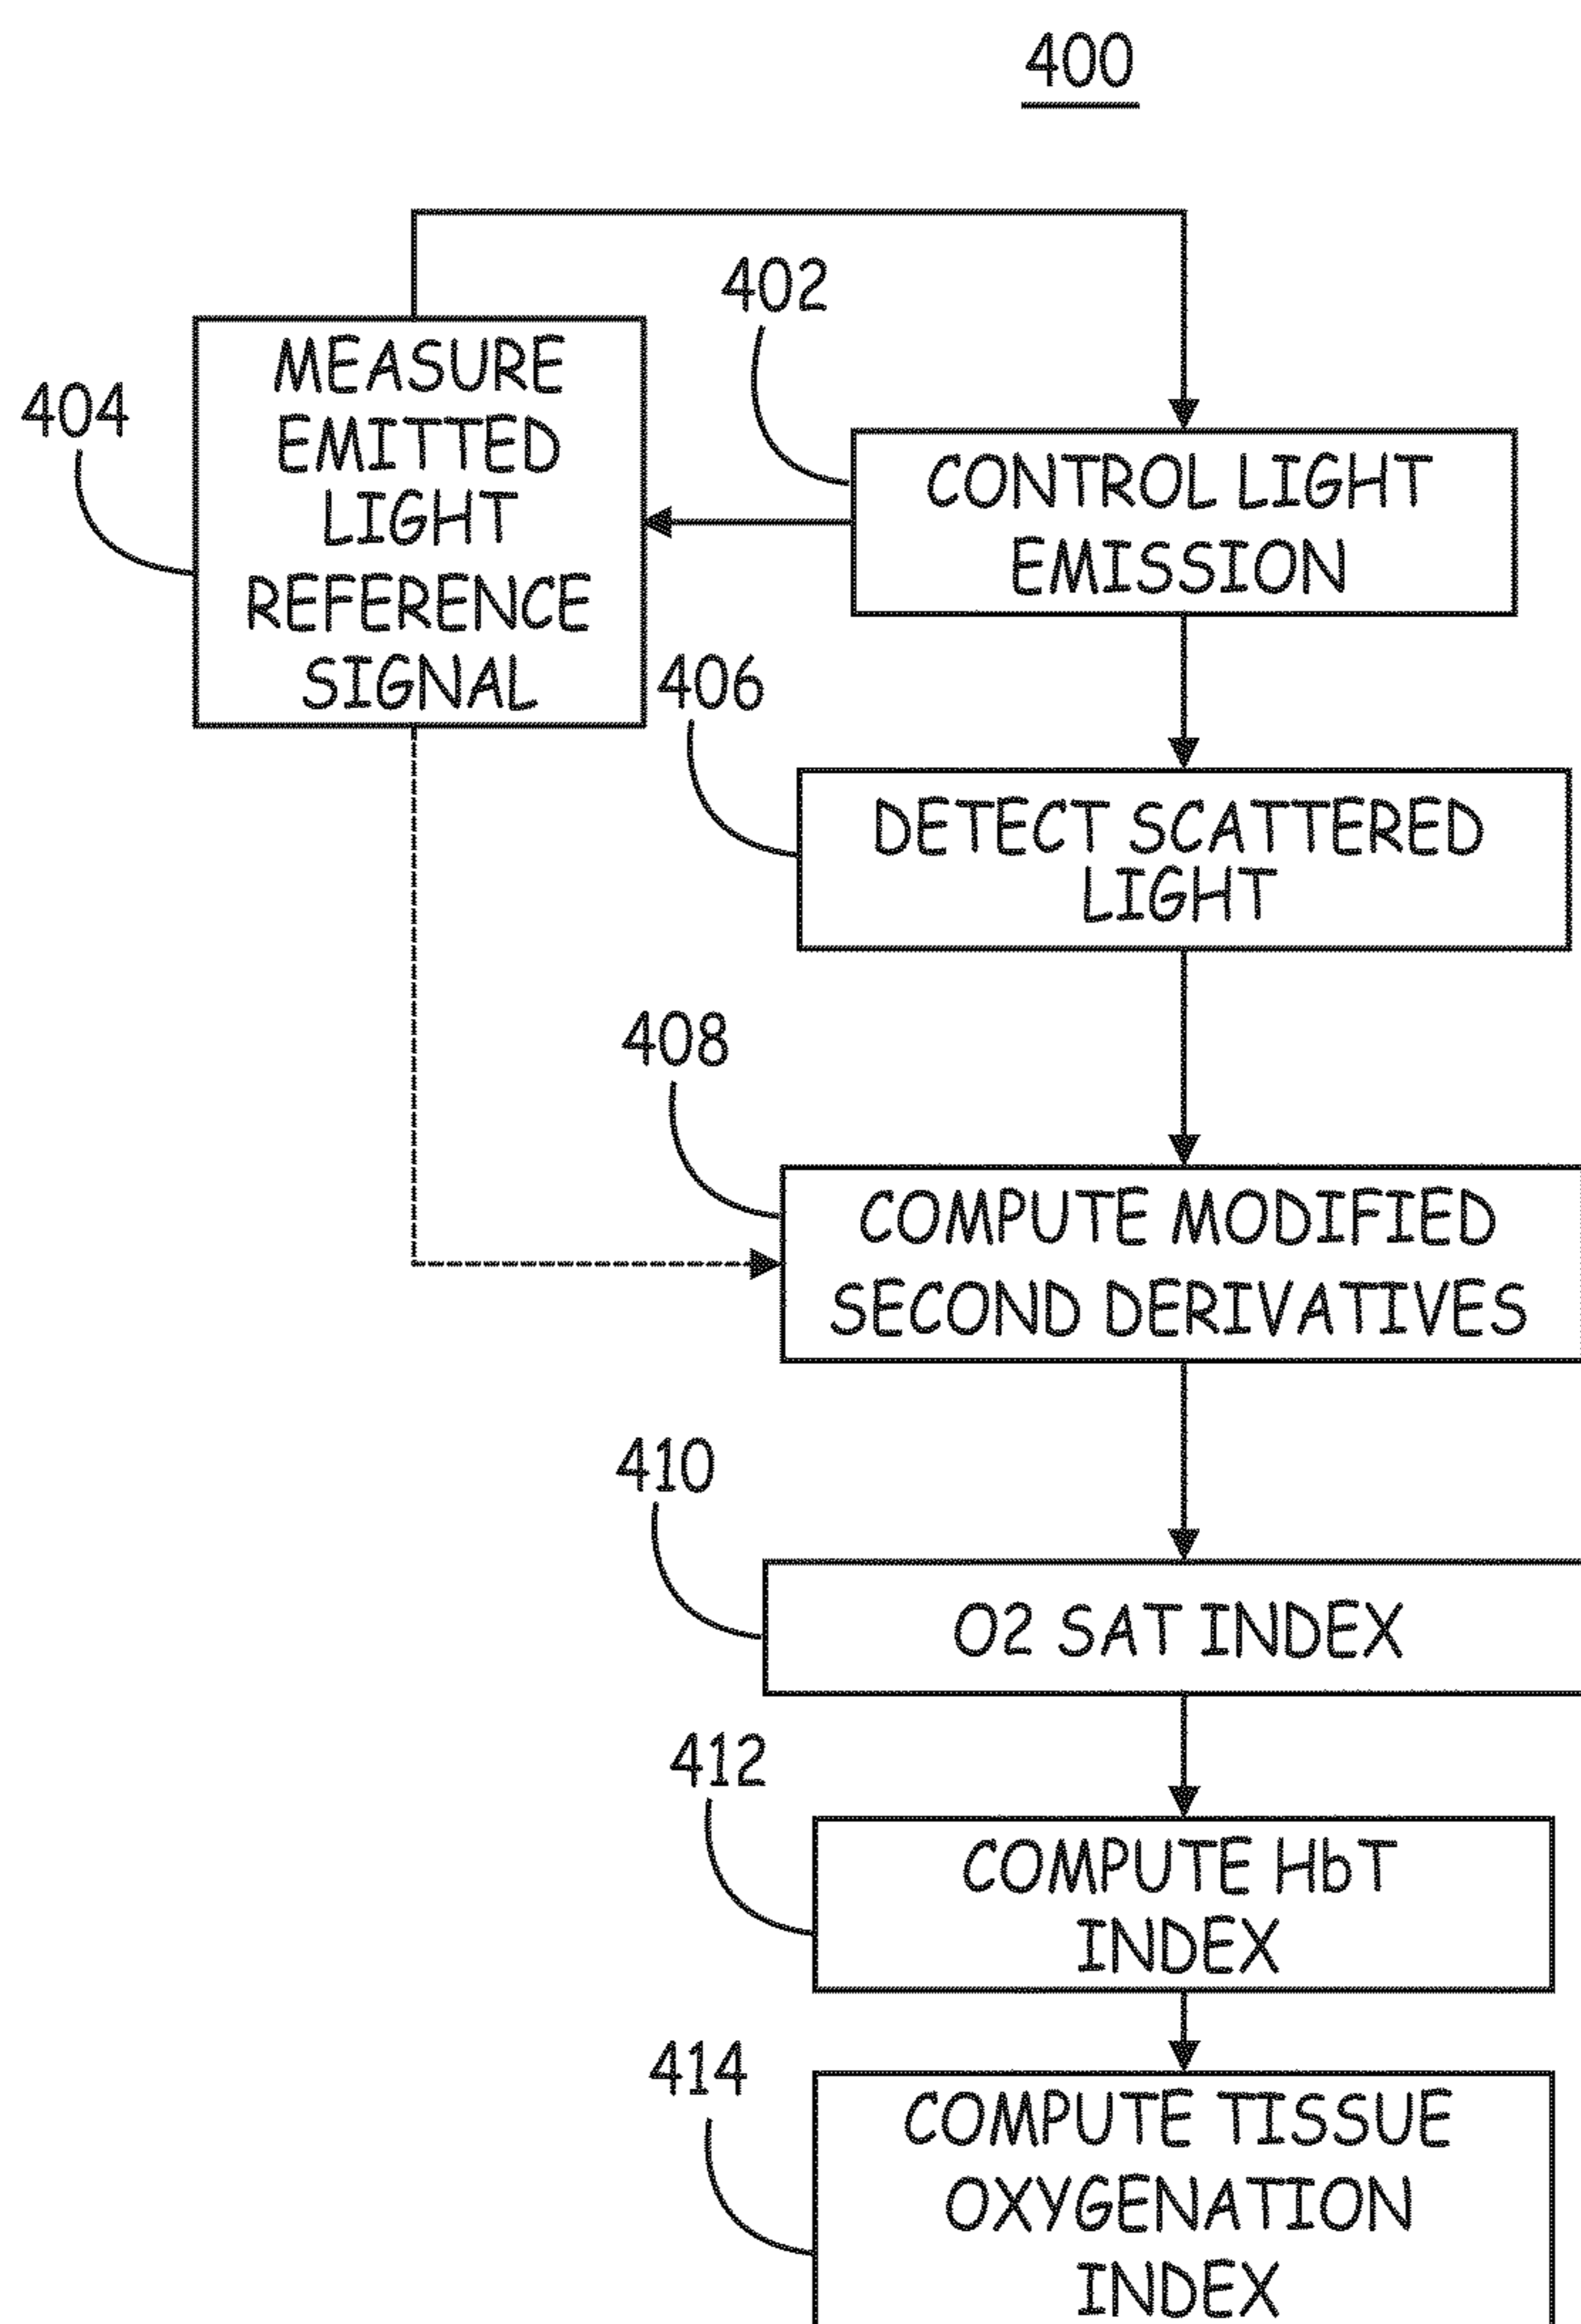 400
402
404
MEASURE
EMITTED
LIGHT
REFERENCE
SIGNAL
CONTROL LIGHT
EMISSION
406
DETECT SCATTERED
LIGHT
408
COMPUTE MODIFIED
SECOND DERIVATIVES
410
O2 SAT INDEX
412
COMPUTE HbT
INDEX
414
COMPUTE TISSUE
OXYGENATION
INDEX